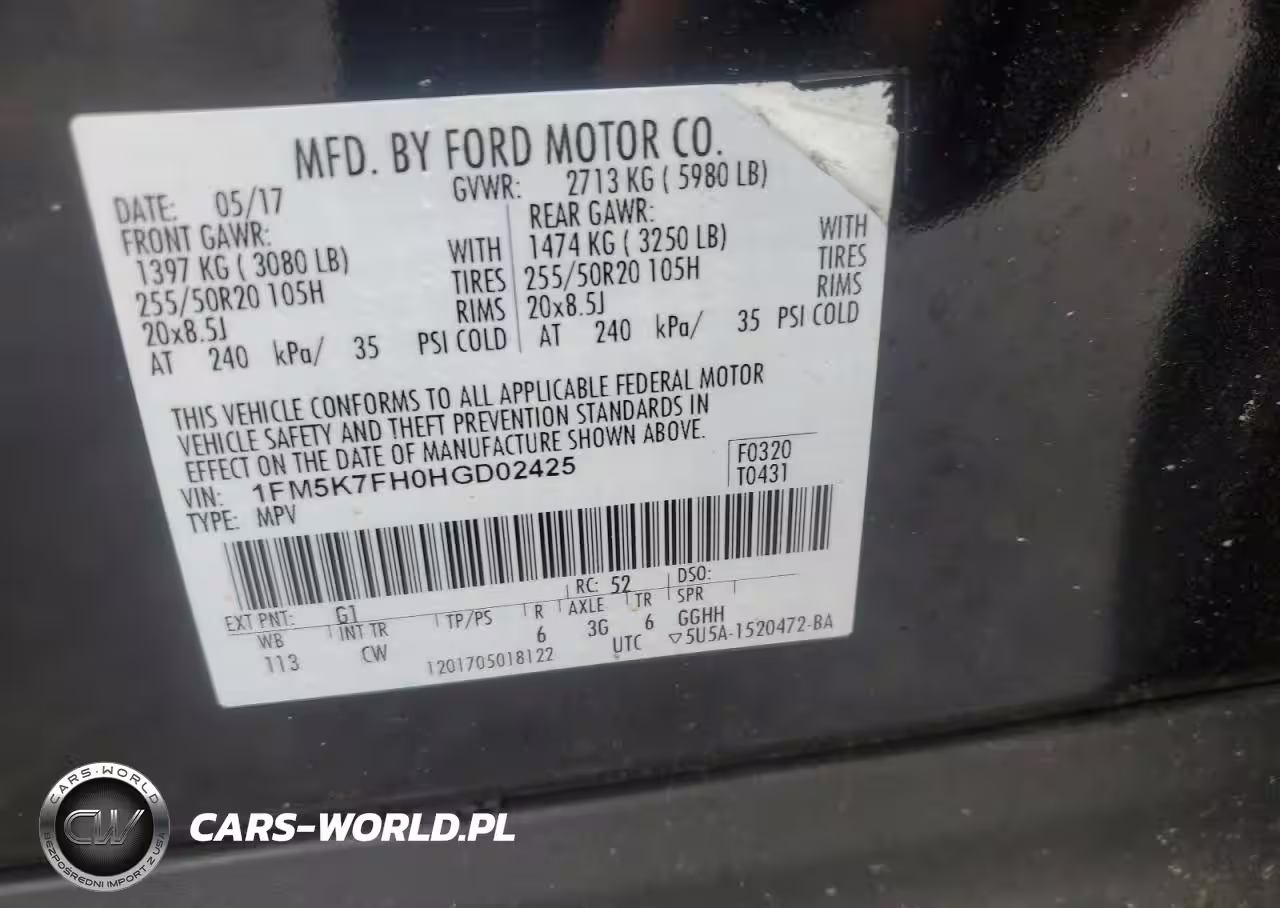 MFD. BY FORD MOTOR CO.
DATE: 05/17 GVWR: 2713 KG ( 5980 LB)
FRONT GAWR: REAR GAWR:
1397 KG ( 3080 LB) WITH 1474 KG ( 3250 LB) WITH
255/50R20 105H TIRES 255/50R20 105H TIRES
20x8.5J RIMS 20x8.5J RIMS
AT 240 kPa/ 35 PSI COLD AT 240 kPa/ 35 PSI COLD
THIS VEHICLE CONFORMS TO ALL APPLICABLE FEDERAL MOTOR
VEHICLE SAFETY AND THEFT PREVENTION STANDARDS IN
EFFECT ON THE DATE OF MANUFACTURE SHOWN ABOVE.
VIN: 1FM5K7FH0HGD02425 F0320
TYPE: MPV T0431
EXT PNT: G1 RC: 52 DSO:
WB INT TR TP/PS R AXLE TR SPR
113 CW 6 3G 6 GGHH
1201705018122 UTC ▽5U5A-1520472-BA
CARS-WORLD
CW
BEZPOŚREDNI IMPORT Z USA
CARS-WORLD.PL